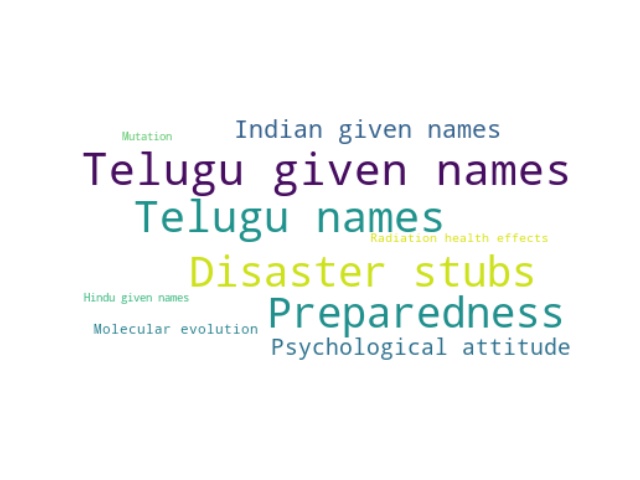 Mutation
Indian given names
Telugu given names
Telugu names
Radiation health effects
Disaster stubs
Hindu given names
Preparedness
Molecular evolution
Psychological attitude